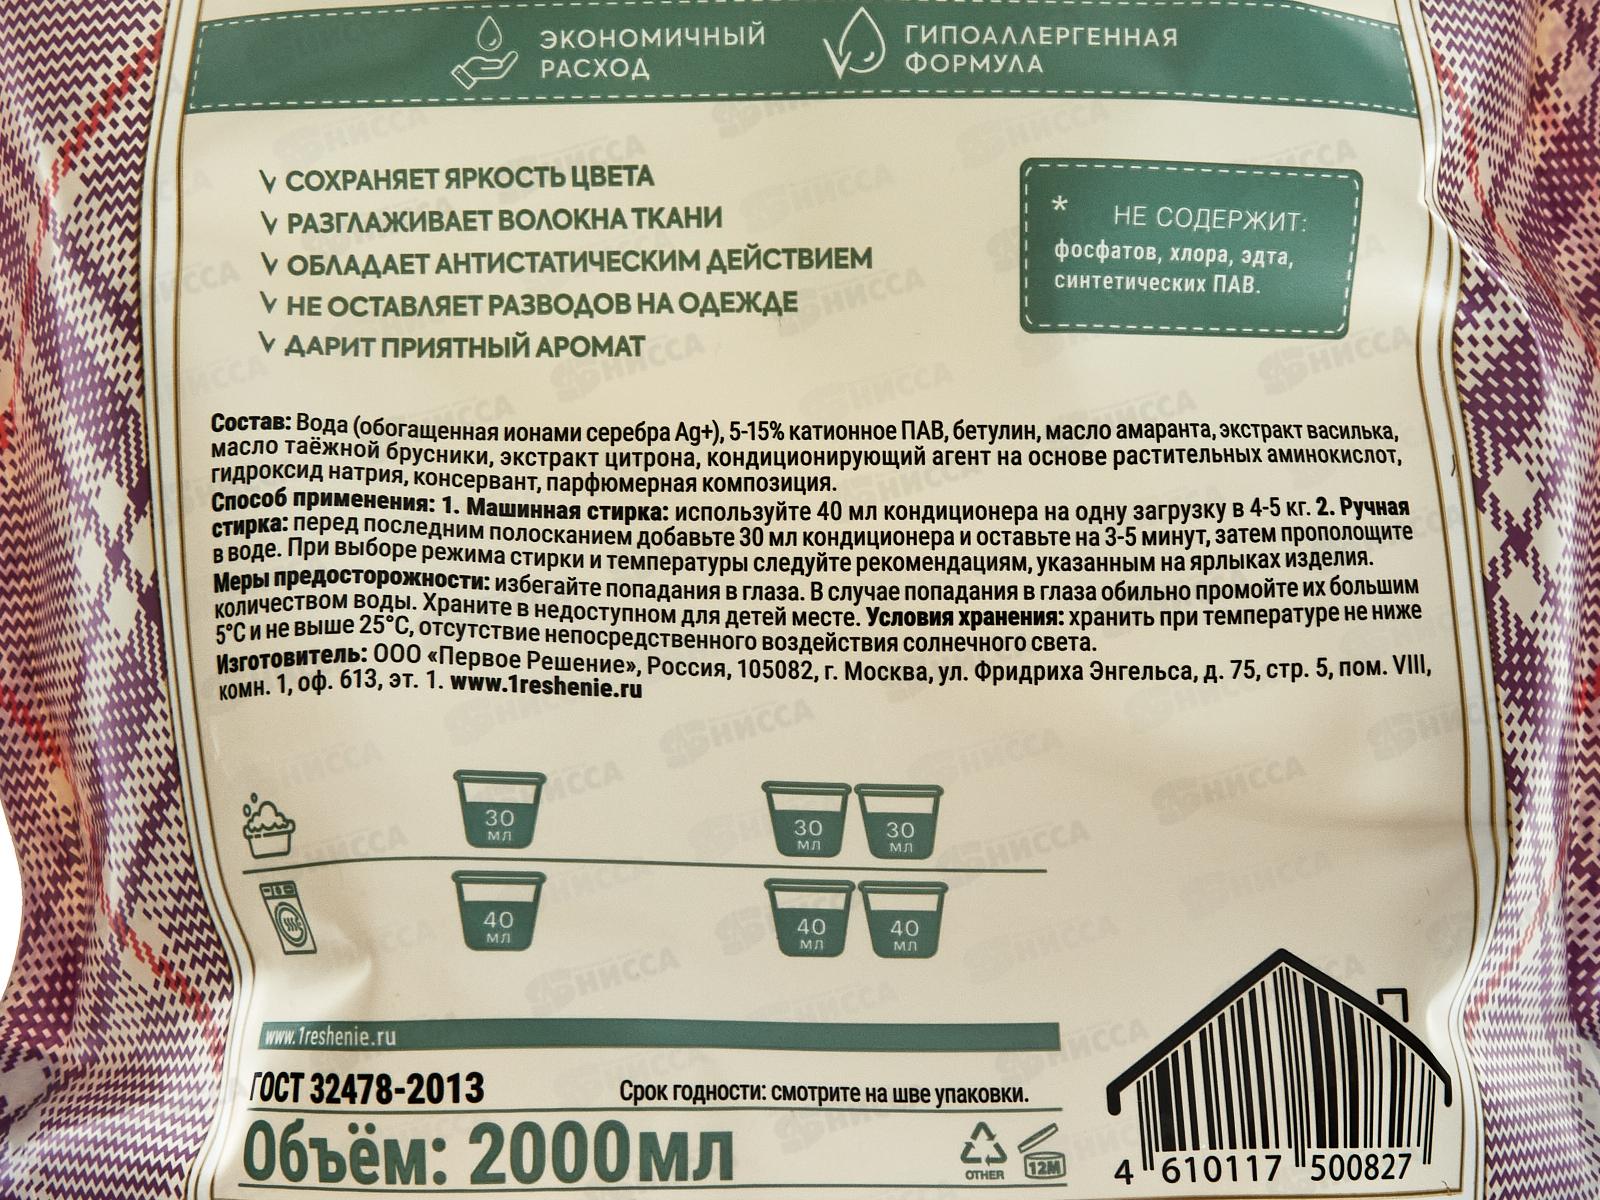 ЭКОНОМИЧНЫЙ
РАСХОД
ГИПОАЛЛЕРГЕННАЯ
ФОРМУЛА
СОХРАНЯЕТ ЯРКОСТЬ ЦВЕТА
РАЗГЛАЖИВАЕТ ВОЛОКНА ТКАНИ
ОБЛАДАЕТ АНТИСТАТИЧЕСКИМ ДЕЙСТВИЕМ
НЕ ОСТАВЛЯЕТ РАЗВОДОВ НА ОДЕЖДЕ
ДАРИТ ПРИЯТНЫЙ АРОМАТ
* НЕ СОДЕРЖИТ:
фосфатов, хлора, эдта,
синтетических ПАВ.
Состав: Вода (обогащенная ионами серебра Ag+), 5-15% катионное ПАВ, бетулин, масло амаранта, экстракт василька,
масло таёжной брусники, экстракт цитрона, кондиционирующий агент на основе растительных аминокислот,
гидроксид натрия, консервант, парфюмерная композиция.
Способ применения: 1. Машинная стирка: используйте 40 мл кондиционера на одну загрузку в 4-5 кг. 2. Ручная
стирка: перед последним полосканием добавьте 30 мл кондиционера и оставьте на 3-5 минут, затем прополощите
в воде. При выборе режима стирки и температуры следуйте рекомендациям, указанным на ярлыках изделия.
Меры предосторожности: избегайте попадания в глаза. В случае попадания в глаза обильно промойте их большим
количеством воды. Храните в недоступном для детей месте. Условия хранения: хранить при температуре не ниже
5°С и не выше 25°С, отсутствие непосредственного воздействия солнечного света.
Изготовитель: ООО «Первое Решение», Россия, 105082, г. Москва, ул. Фридриха Энгельса, д. 75, стр. 5, пом. VIII,
комн. 1, оф. 613, эт. 1. www.1reshenie.ru
30 мл
30 мл
30 мл
40 мл
40 мл
40 мл
www.1reshenie.ru
ГОСТ 32478-2013
Срок годности: смотрите на шве упаковки.
Объём: 2000мл
OTHER
12M
4 610117 500827
НИССА